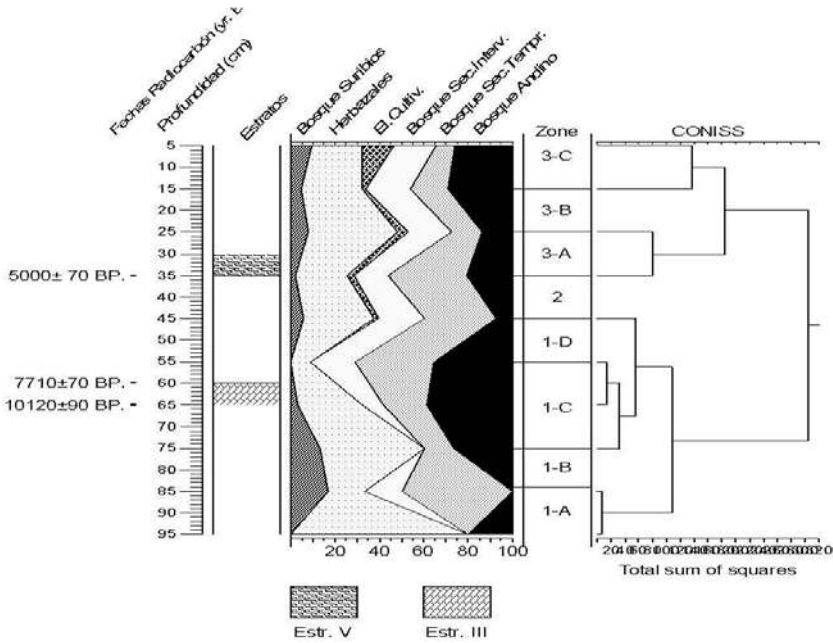 Fechas Radiocarbón (yr. B
Profundidad (cm)
Estratos
Bosque Suribios
Herbazales
El. Cultiv.
Bosque Sec.Interv.
Bosque Sec.Tempr.
Bosque Andino
Zone
CONISS
5
10
15
20
25
30
35
40
45
50
55
60
65
70
75
80
85
90
95
5000± 70 BP. -
7710±70 BP. -
10120±90 BP. -
3-C
3-B
3-A
2
1-D
1-C
1-B
1-A
20 40 60 80 100
Total sum of squares
Estr. V
Estr. III